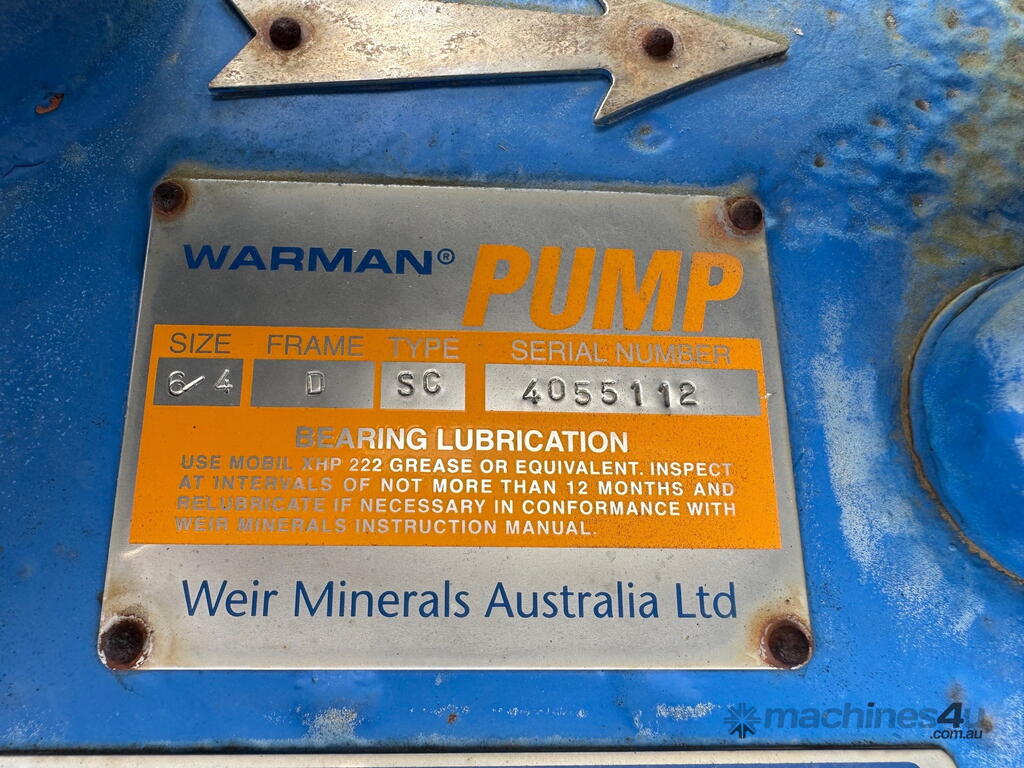 WARMAN® PUMP
SIZE FRAME TYPE SERIAL NUMBER
6/4 D SC 4055112
BEARING LUBRICATION
USE MOBIL XHP 222 GREASE OR EQUIVALENT. INSPECT
AT INTERVALS OF NOT MORE THAN 12 MONTHS AND
RELUBRICATE IF NECESSARY IN CONFORMANCE WITH
WEIR MINERALS INSTRUCTION MANUAL.
Weir Minerals Australia Ltd
machines4u
.com.au